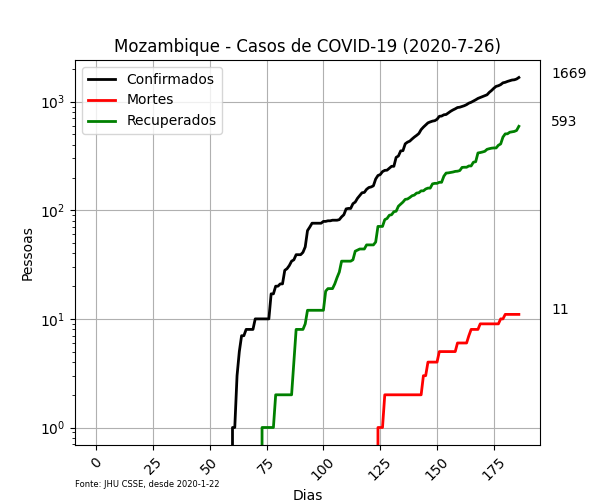 Mozambique - Casos de COVID-19 (2020-7-26)
Confirmados
Mortes
Recuperados
1669
593
11
Pessoas
10³
10²
10¹
10⁰
0
25
50
75
100
125
150
175
Fonte: JHU CSSE, desde 2020-1-22
Dias